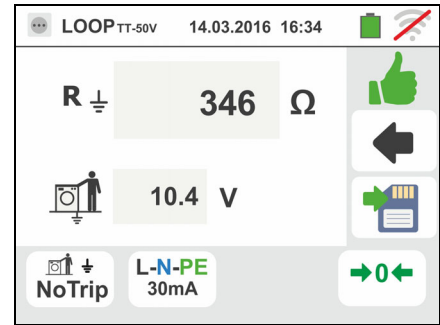 LOOP TT-50V 14.03.2016 16:34
R 346 Ω
10.4 V
NoTrip L-N-PE 30mA →0←